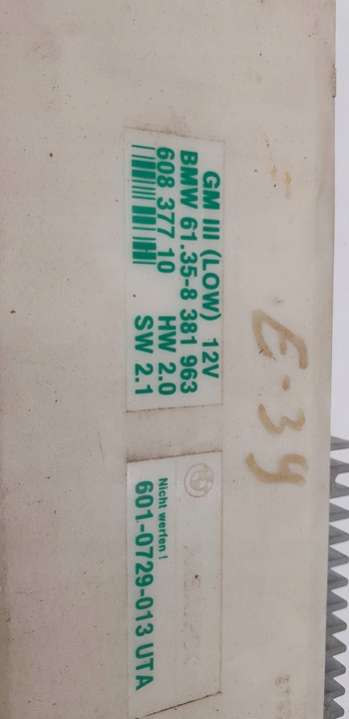 GM III (LOW) 12V
BMW 61.35-8 381 963
608 377 10 HW 2.0
SW 2.1
E-39
Nicht werfen !
601-0729-013 UTA